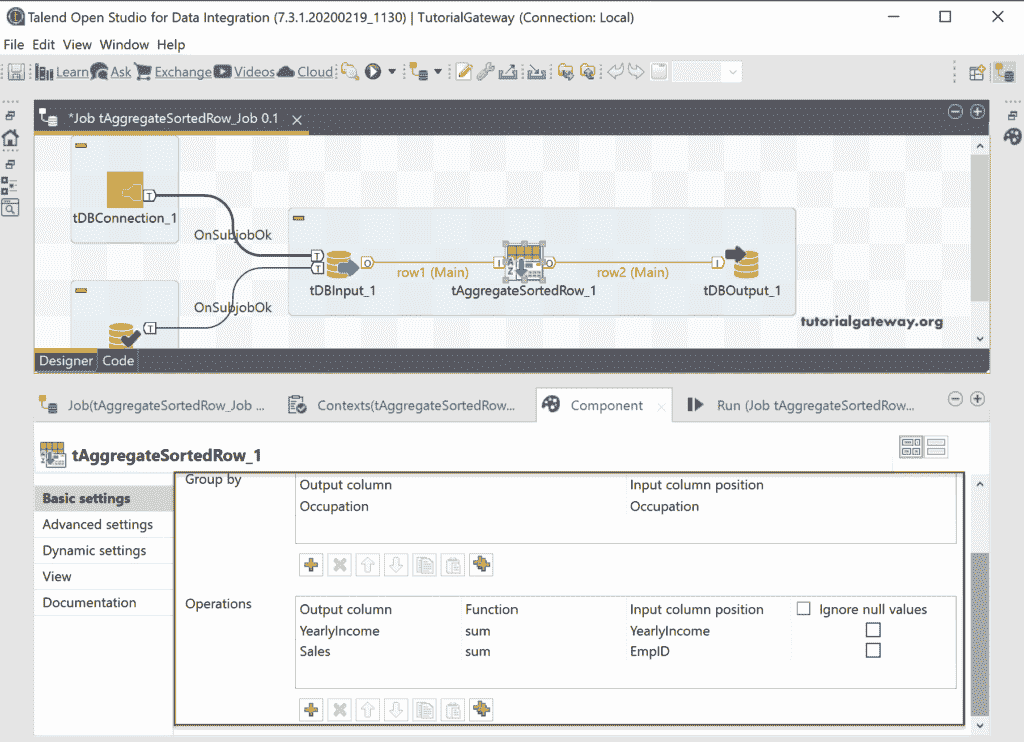 Talend Open Studio for Data Integration (7.3.1.20200219_1130) | TutorialGateway (Connection: Local)
File Edit View Window Help
Learn Ask Exchange Videos Cloud
*Job tAggregateSortedRow_Job 0.1
T
tDBConnection_1
OnSubjobOk
T
T
O
row1 (Main)
I
O
row2 (Main)
I
tDBInput_1
tAggregateSortedRow_1
tDBOutput_1
OnSubjobOk
T
tutorialgateway.org
Designer Code
Job(tAggregateSortedRow_Job ...
Contexts(tAggregateSortedRow...
Component
Run (Job tAggregateSortedRow...
tAggregateSortedRow_1
Basic settings
Advanced settings
Dynamic settings
View
Documentation
Group by
Output column Input column position
Occupation Occupation
Operations
Output column Function Input column position Ignore null values
YearlyIncome sum YearlyIncome
Sales sum EmpID